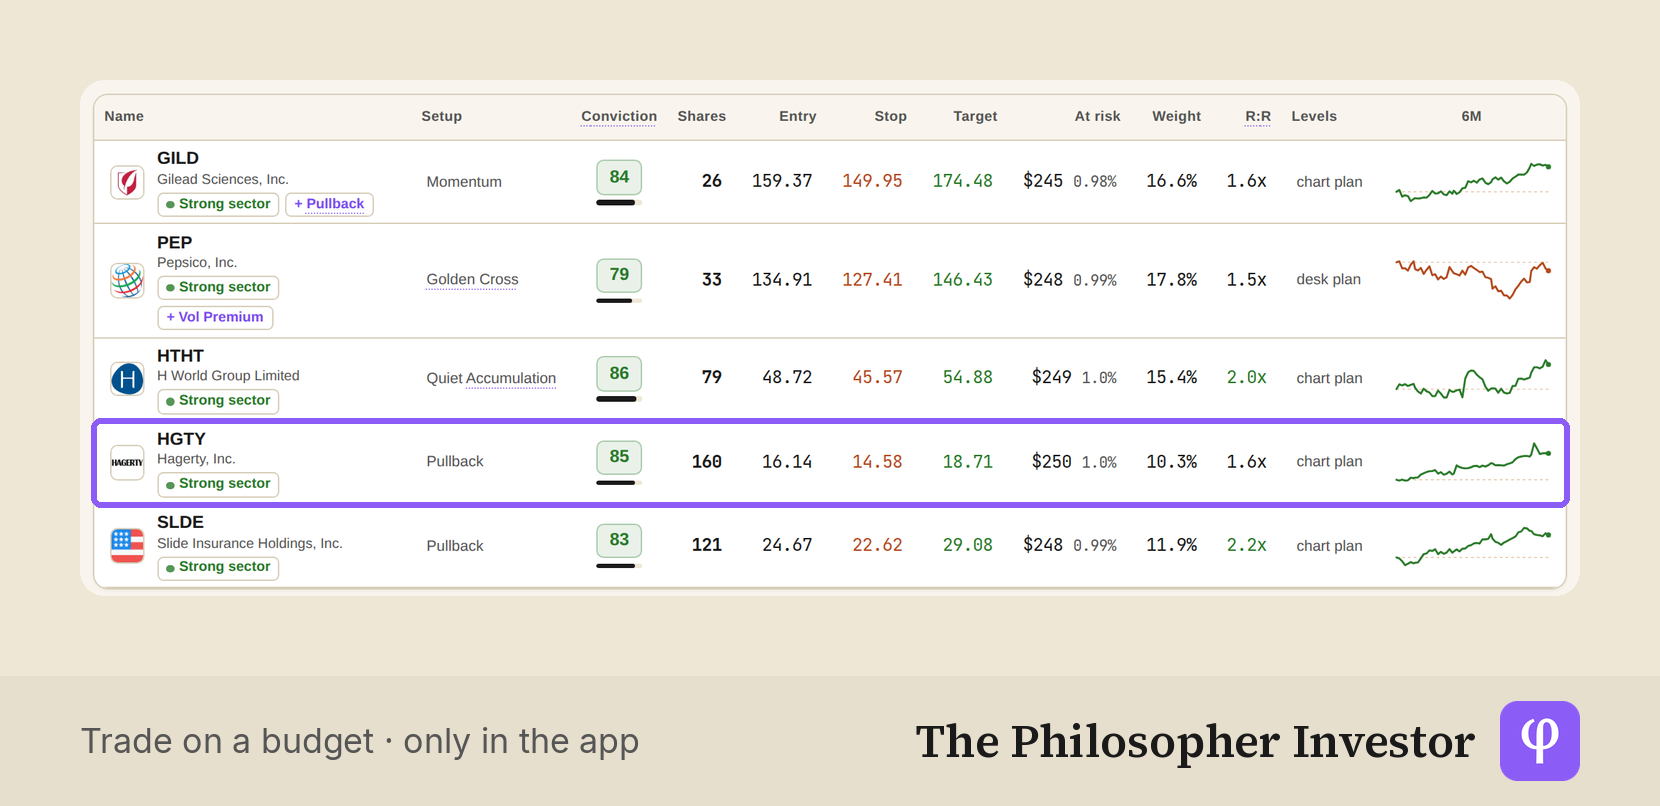 Name Setup Conviction Shares Entry Stop Target At risk Weight R:R Levels 6M
GILD
Gilead Sciences, Inc.
Strong sector + Pullback
Momentum 84 26 159.37 149.95 174.48 $245 0.98% 16.6% 1.6x chart plan
PEP
Pepsico, Inc.
Strong sector
+ Vol Premium
Golden Cross 79 33 134.91 127.41 146.43 $248 0.99% 17.8% 1.5x desk plan
HTHT
H World Group Limited
Strong sector
H
Quiet Accumulation 86 79 48.72 45.57 54.88 $249 1.0% 15.4% 2.0x chart plan
HGTY
Hagerty, Inc.
Strong sector
HAGERTY
Pullback 85 160 16.14 14.58 18.71 $250 1.0% 10.3% 1.6x chart plan
SLDE
Slide Insurance Holdings, Inc.
Strong sector
Pullback 83 121 24.67 22.62 29.08 $248 0.99% 11.9% 2.2x chart plan
Trade on a budget · only in the app
The Philosopher Investor φ